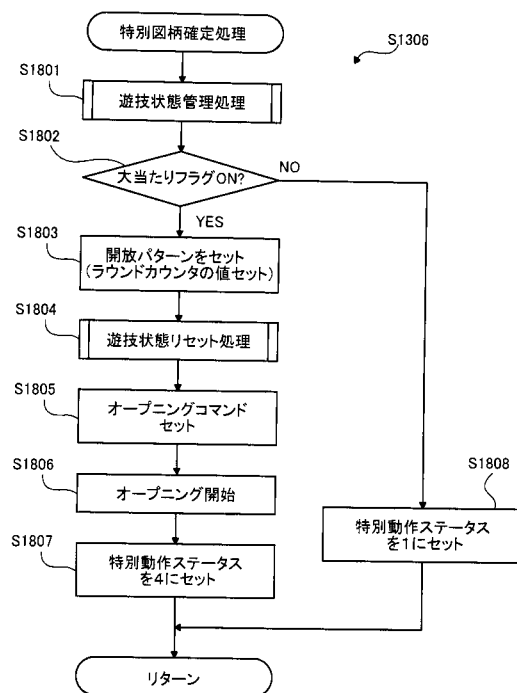 特別図柄確定処理
S1306
S1801
遊技状態管理処理
S1802
大当たりフラグON?
NO
YES
S1803
開放パターンをセット
(ラウンドカウンタの値セット)
S1804
遊技状態リセット処理
S1805
オープニングコマンド
セット
S1806
オープニング開始
S1808
特別動作ステータス
を1にセット
S1807
特別動作ステータス
を4にセット
リターン